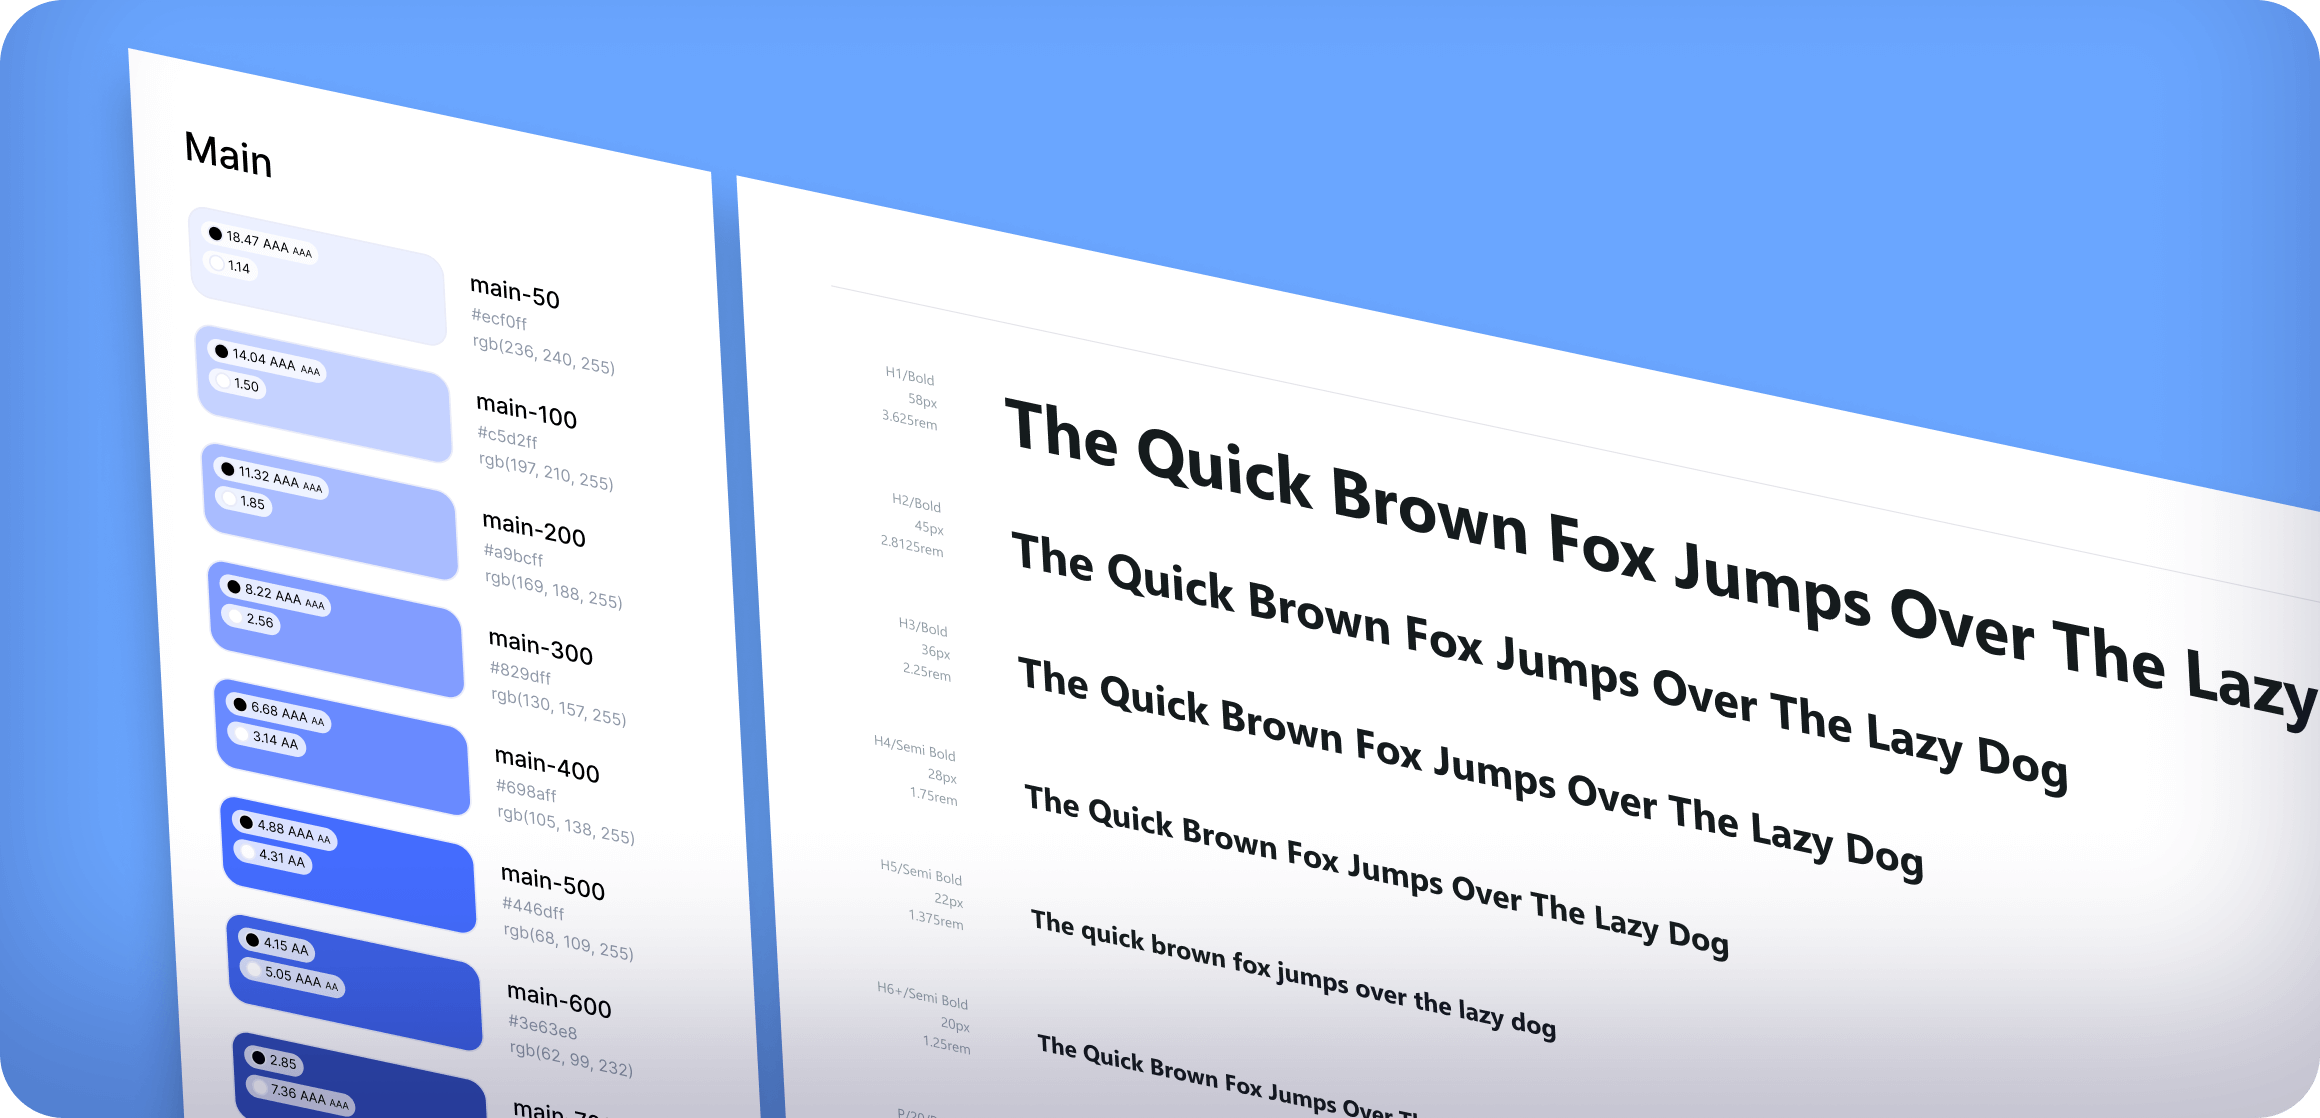 Main
18.47 AAA AAA
1.14
main-50
#ecf0ff
rgb(236, 240, 255)
14.04 AAA AAA
1.50
main-100
#c5d2ff
rgb(197, 210, 255)
11.32 AAA AAA
1.85
main-200
#a9bcff
rgb(169, 188, 255)
8.22 AAA AAA
2.56
main-300
#829dff
rgb(130, 157, 255)
6.68 AAA AA
3.14 AA
main-400
#698aff
rgb(105, 138, 255)
4.88 AAA AA
4.31 AA
main-500
#446dff
rgb(68, 109, 255)
4.15 AA
5.05 AAA AA
main-600
#3e63e8
rgb(62, 99, 232)
2.85
7.36 AAA AAA
H1/Bold
58px
3.625rem
The Quick Brown Fox Jumps Over The Lazy
H2/Bold
45px
2.8125rem
The Quick Brown Fox Jumps Over The Lazy Dog
H3/Bold
36px
2.25rem
The Quick Brown Fox Jumps Over The Lazy Dog
H4/Semi Bold
28px
1.75rem
The Quick Brown Fox Jumps Over The Lazy Dog
H5/Semi Bold
22px
1.375rem
The quick brown fox jumps over the lazy dog
H6+/Semi Bold
20px
1.25rem
The Quick Brown Fox Jumps Over